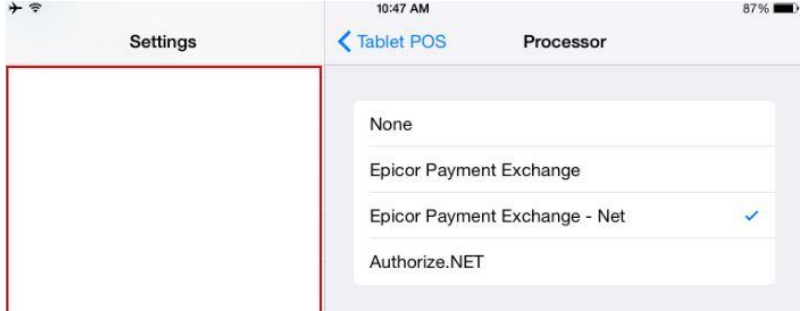 10:47 AM
87%
Settings
Tablet POS
Processor
None
Epicor Payment Exchange
Epicor Payment Exchange - Net
Authorize.NET